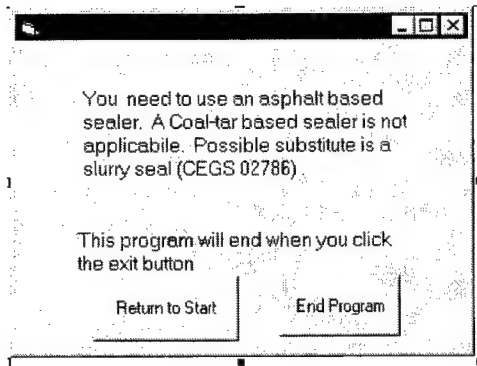 You need to use an asphalt based
sealer. A Coal-tar based sealer is not
applicabile. Possible substitute is a
slurry seal (CEGS 02786).
This program will end when you click
the exit button
Return to Start
End Program